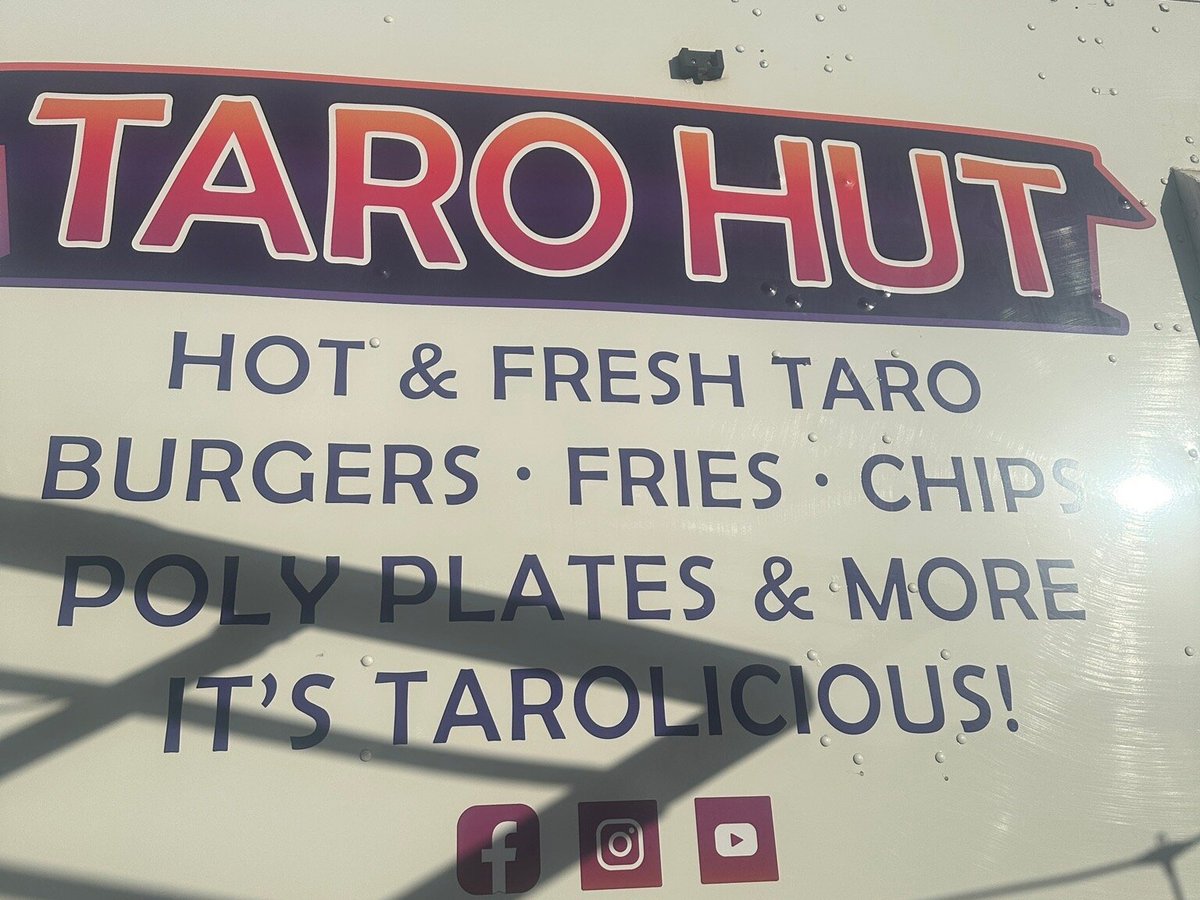 TARO HUT
HOT & FRESH TARO
BURGERS • FRIES • CHIPS
POLY PLATES & MORE
IT'S TAROLICIOUS!